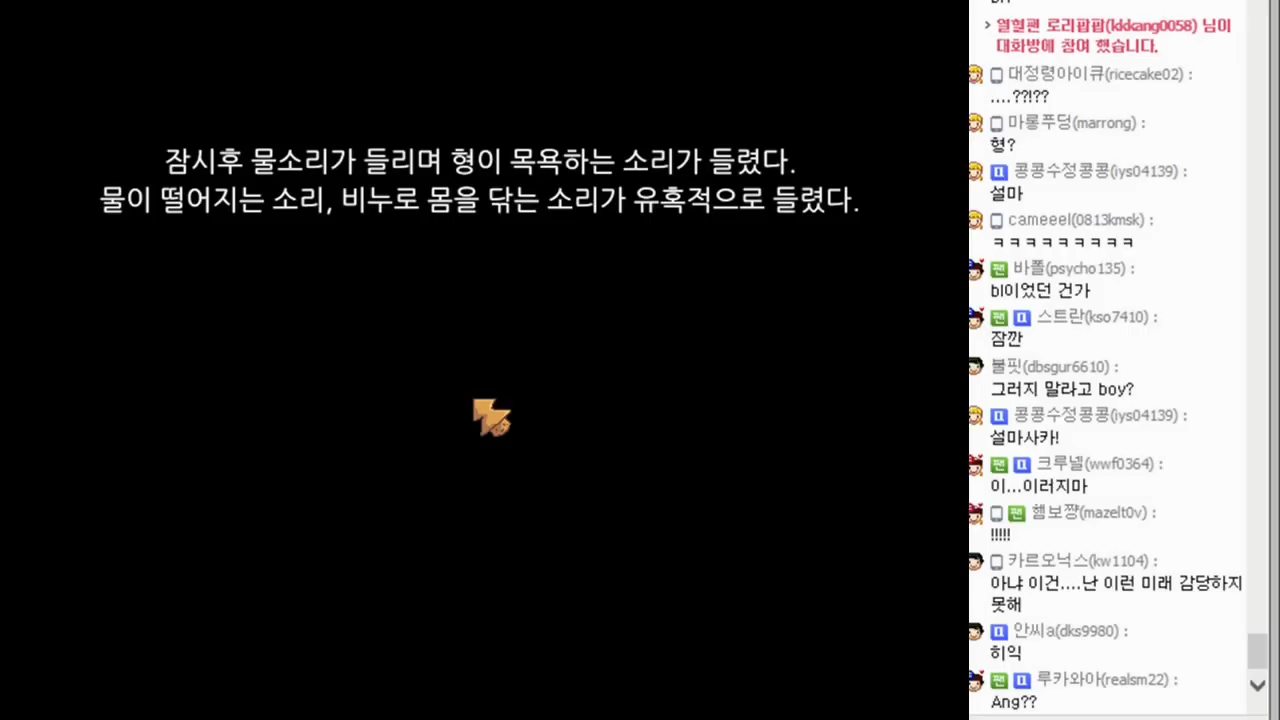 잠시후 물소리가 들리며 형이 목욕하는 소리가 들렸다.
물이 떨어지는 소리, 비누로 몸을 닦는 소리가 유혹적으로 들렸다.
열혈팬 로리팝팝(kkkang0058) 님이
대화방에 참여 했습니다.
대정령아이큐(ricecake02) :
....??!??
마롱푸딩(marrong) :
형?
콩콩수정콩콩(iys04139) :
설마
cameeel(0813kmsk) :
ㅋㅋㅋㅋㅋㅋㅋㅋㅋ
팬 바폴(psycho135) :
bl이었던 건가
팬 스트란(kso7410) :
잠깐
불핏(dbsgur6610) :
그러지 말라고 boy?
콩콩수정콩콩(iys04139) :
설마사카!
팬 크루넬(wwf0364) :
이...이러지마
팬 헴보쨩(mazelt0v) :
!!!!!
카르오닉스(kw1104) :
아냐 이건....난 이런 미래 감당하지
못해
안씨a(dks9980) :
히익
팬 루카와아(realsm22) :
Ang??